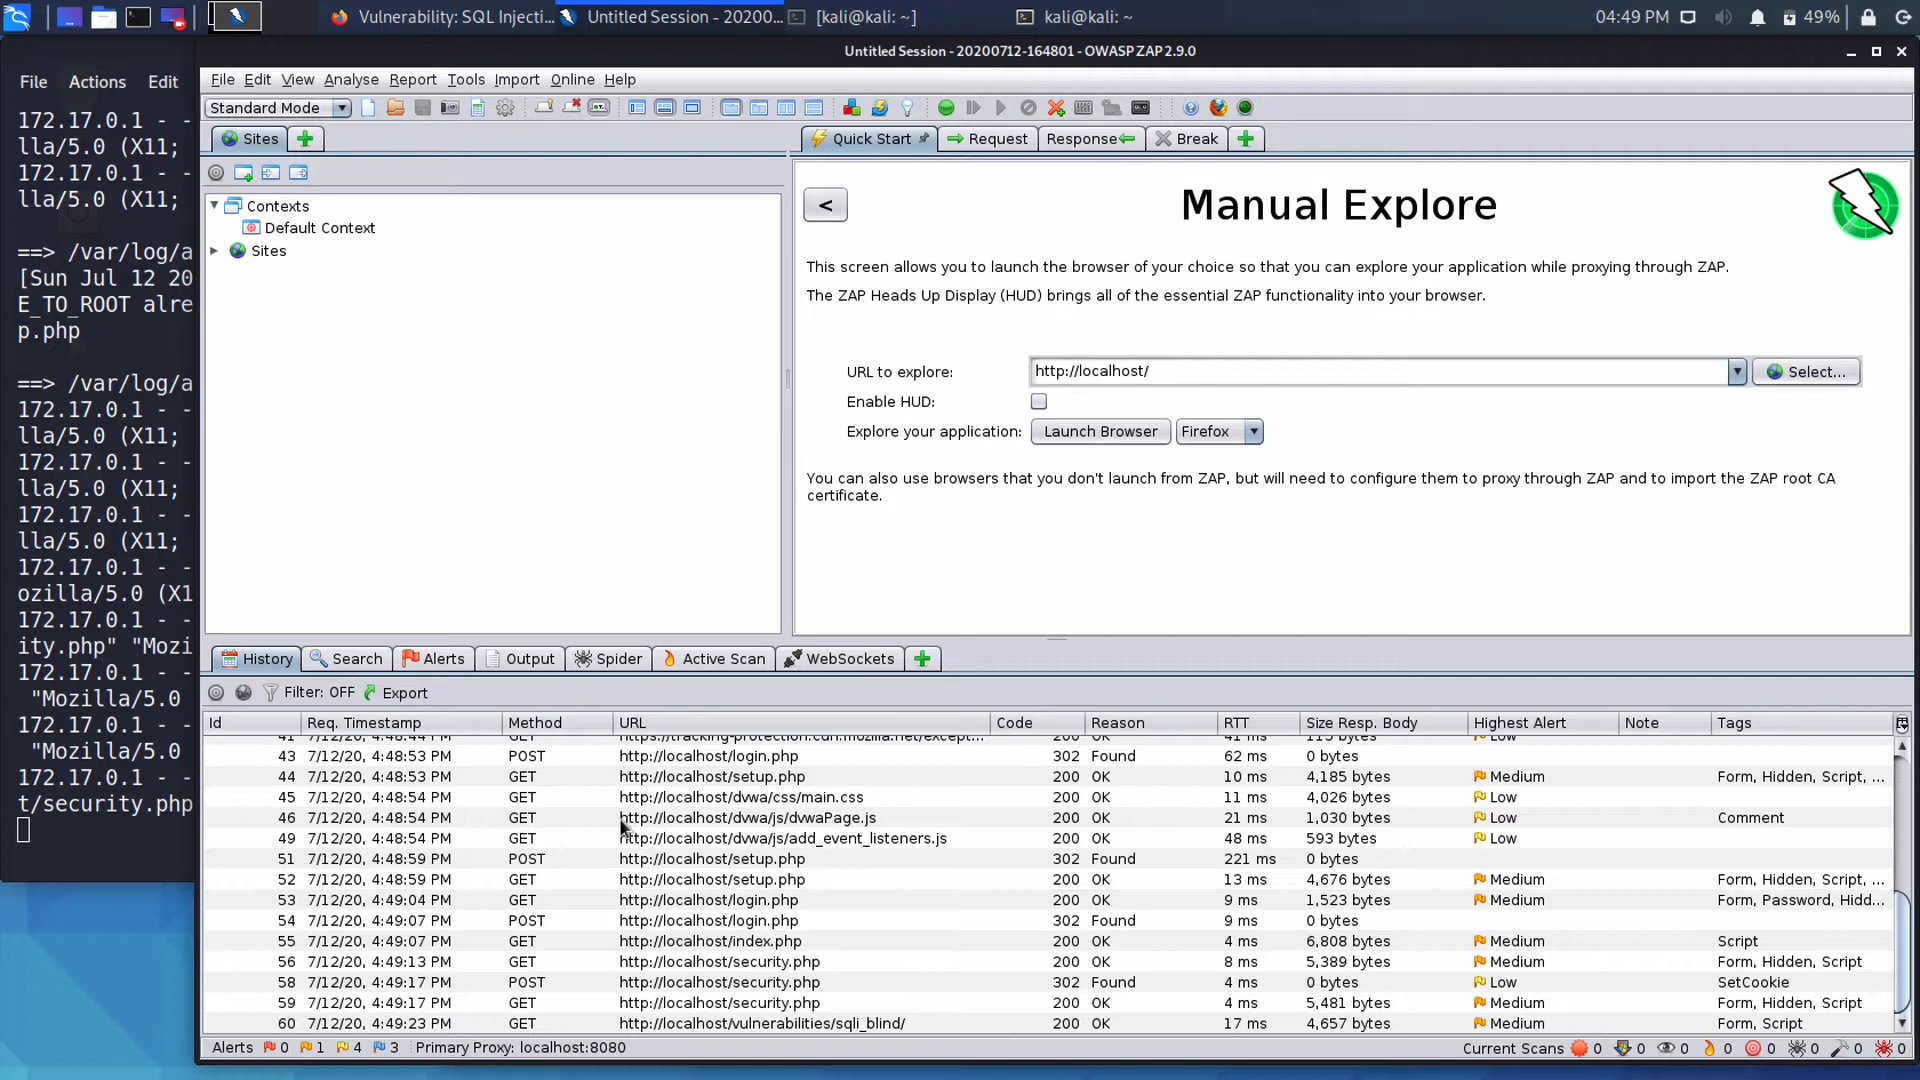 Vulnerability: SQL Injecti...
Untitled Session - 20200...
[kali@kali: ~]
kali@kali: ~
04:49 PM
49%
Untitled Session - 20200712-164801 - OWASP ZAP 2.9.0
File Actions Edit
172.17.0.1 - -
lla/5.0 (X11;
172.17.0.1 - -
lla/5.0 (X11;
==> /var/log/a
[Sun Jul 12 20
E_TO_ROOT alre
p.php
==> /var/log/a
172.17.0.1 - -
lla/5.0 (X11;
172.17.0.1 - -
lla/5.0 (X11;
172.17.0.1 - -
lla/5.0 (X11;
172.17.0.1 - -
ozilla/5.0 (X1
172.17.0.1 - -
ity.php" "Mozi
172.17.0.1 - -
"Mozilla/5.0
172.17.0.1 - -
"Mozilla/5.0
172.17.0.1 - -
t/security.php
File Edit View Analyse Report Tools Import Online Help
Standard Mode
Sites
Quick Start Request Response Break
Contexts
Default Context
Sites
<
Manual Explore
This screen allows you to launch the browser of your choice so that you can explore your application while proxying through ZAP.
The ZAP Heads Up Display (HUD) brings all of the essential ZAP functionality into your browser.
URL to explore: http://localhost/ Select...
Enable HUD:
Explore your application: Launch Browser Firefox
You can also use browsers that you don't launch from ZAP, but will need to configure them to proxy through ZAP and to import the ZAP root CA
certificate.
History Search Alerts Output Spider Active Scan WebSockets
Filter: OFF Export
Id Req. Timestamp Method URL Code Reason RTT Size Resp. Body Highest Alert Note Tags
41 7/12/20, 4:48:44 PM GET https://tracking-protection.cdn.mozilla.net/except... 200 OK 41 ms 115 bytes Low
43 7/12/20, 4:48:53 PM POST http://localhost/login.php 302 Found 62 ms 0 bytes
44 7/12/20, 4:48:53 PM GET http://localhost/setup.php 200 OK 10 ms 4,185 bytes Medium Form, Hidden, Script, ...
45 7/12/20, 4:48:54 PM GET http://localhost/dvwa/css/main.css 200 OK 11 ms 4,026 bytes Low
46 7/12/20, 4:48:54 PM GET http://localhost/dvwa/js/dvwaPage.js 200 OK 21 ms 1,030 bytes Low Comment
49 7/12/20, 4:48:54 PM GET http://localhost/dvwa/js/add_event_listeners.js 200 OK 48 ms 593 bytes Low
51 7/12/20, 4:48:59 PM POST http://localhost/setup.php 302 Found 221 ms 0 bytes
52 7/12/20, 4:48:59 PM GET http://localhost/setup.php 200 OK 13 ms 4,676 bytes Medium Form, Hidden, Script, ...
53 7/12/20, 4:49:04 PM GET http://localhost/login.php 200 OK 9 ms 1,523 bytes Medium Form, Password, Hidd...
54 7/12/20, 4:49:07 PM POST http://localhost/login.php 302 Found 9 ms 0 bytes
55 7/12/20, 4:49:07 PM GET http://localhost/index.php 200 OK 4 ms 6,808 bytes Medium Script
56 7/12/20, 4:49:13 PM GET http://localhost/security.php 200 OK 8 ms 5,389 bytes Medium Form, Hidden, Script
58 7/12/20, 4:49:17 PM POST http://localhost/security.php 302 Found 4 ms 0 bytes Low SetCookie
59 7/12/20, 4:49:17 PM GET http://localhost/security.php 200 OK 4 ms 5,481 bytes Medium Form, Hidden, Script
60 7/12/20, 4:49:23 PM GET http://localhost/vulnerabilities/sqli_blind/ 200 OK 17 ms 4,657 bytes Medium Form, Script
Alerts 0 1 4 3 Primary Proxy: localhost:8080 Current Scans 0 0 0 0 0 0 0 0